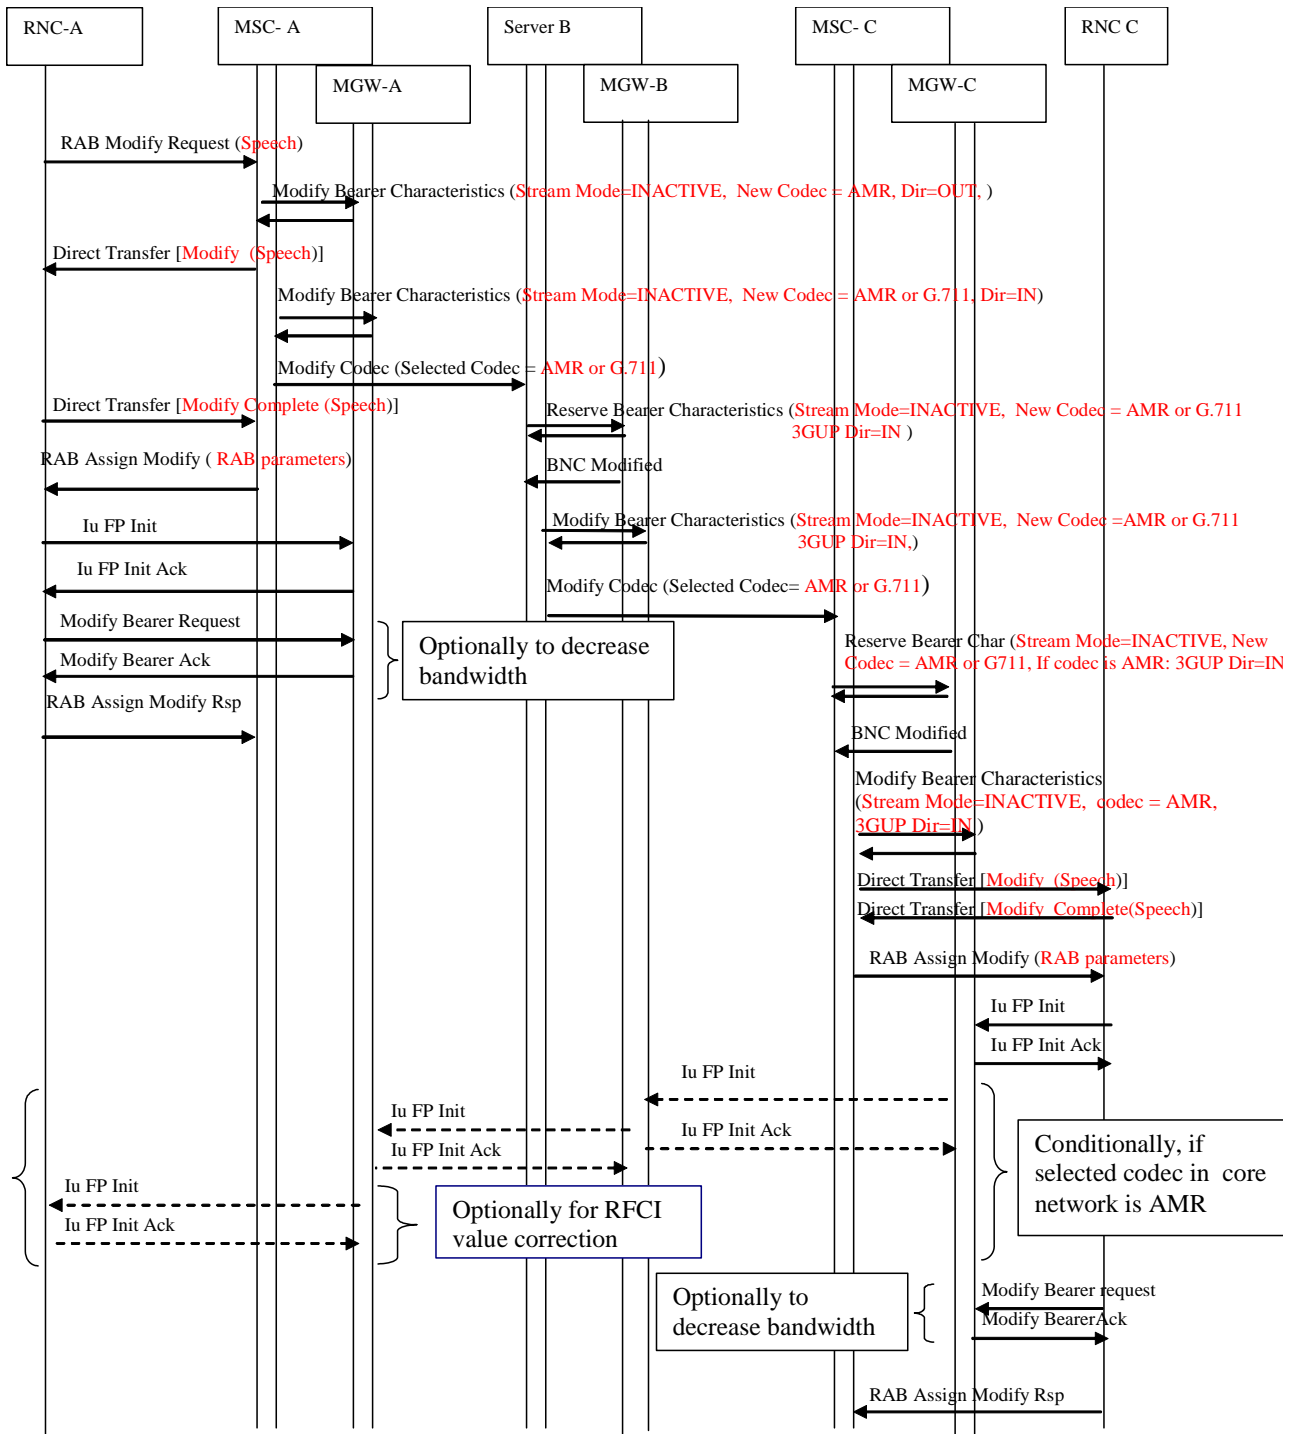 RNC-A
MSC- A
Server B
MSC- C
RNC C
MGW-A
MGW-B
MGW-C
RAB Modify Request (Speech)
Modify Bearer Characteristics (Stream Mode=INACTIVE, New Codec = AMR, Dir=OUT, )
Direct Transfer [Modify (Speech)]
Modify Bearer Characteristics (Stream Mode=INACTIVE, New Codec = AMR or G.711, Dir=IN)
Modify Codec (Selected Codec = AMR or G.711)
Direct Transfer [Modify Complete (Speech)]
Reserve Bearer Characteristics (Stream Mode=INACTIVE, New Codec = AMR or G.711
3GUP Dir=IN )
RAB Assign Modify ( RAB parameters)
BNC Modified
Iu FP Init
Modify Bearer Characteristics (Stream Mode=INACTIVE, New Codec =AMR or G.711
3GUP Dir=IN,)
Iu FP Init Ack
Modify Codec (Selected Codec= AMR or G.711)
Modify Bearer Request
Optionally to decrease
bandwidth
Reserve Bearer Char (Stream Mode=INACTIVE, New
Codec = AMR or G711, If codec is AMR: 3GUP Dir=IN
Modify Bearer Ack
RAB Assign Modify Rsp
BNC Modified
Modify Bearer Characteristics
(Stream Mode=INACTIVE, codec = AMR,
3GUP Dir=IN )
Direct Transfer [Modify (Speech)]
Direct Transfer [Modify Complete(Speech)]
RAB Assign Modify (RAB parameters)
Iu FP Init
Iu FP Init Ack
Iu FP Init
Iu FP Init
Iu FP Init Ack
Iu FP Init Ack
Conditionally, if
selected codec in core
network is AMR
Iu FP Init
Iu FP Init Ack
Optionally for RFCI
value correction
Modify Bearer request
Optionally to
decrease bandwidth
Modify BearerAck
RAB Assign Modify Rsp